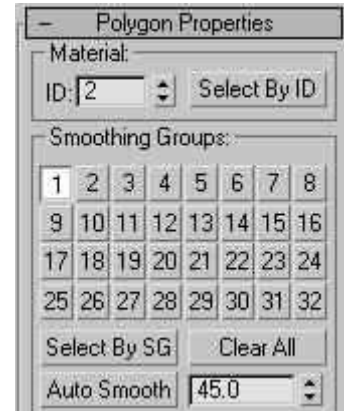 - Polygon Properties
Material:
ID: 2 Select By ID
Smoothing Groups:
1 2 3 4 5 6 7 8
9 10 11 12 13 14 15 16
17 18 19 20 21 22 23 24
25 26 27 28 29 30 31 32
Select By SG Clear All
Auto Smooth 45.0